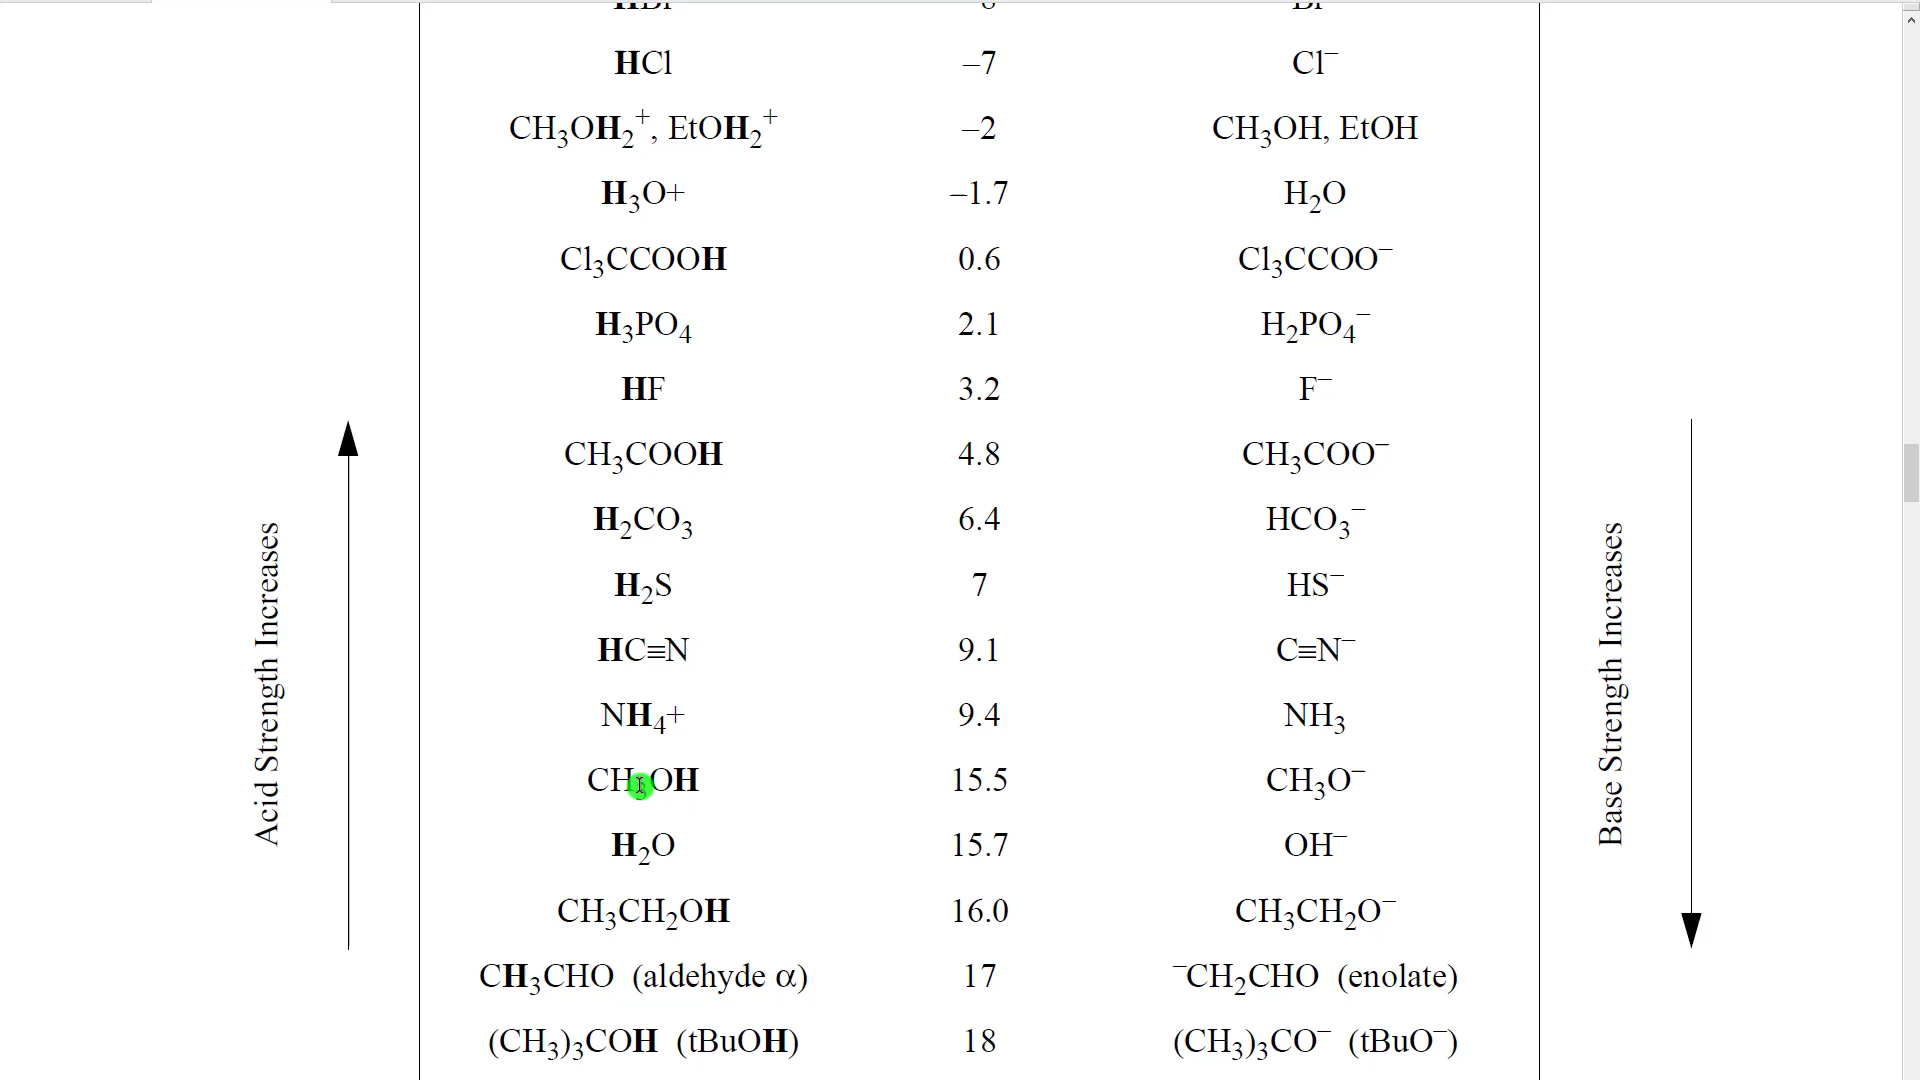 HCl –7 Cl⁻
CH₃OH₂⁺, EtOH₂⁺ –2 CH₃OH, EtOH
H₃O+ –1.7 H₂O
Cl₃CCOOH 0.6 Cl₃CCOO⁻
H₃PO₄ 2.1 H₂PO₄⁻
HF 3.2 F⁻
CH₃COOH 4.8 CH₃COO⁻
H₂CO₃ 6.4 HCO₃⁻
H₂S 7 HS⁻
HC≡N 9.1 C≡N⁻
NH₄+ 9.4 NH₃
CH₃OH 15.5 CH₃O⁻
H₂O 15.7 OH⁻
CH₃CH₂OH 16.0 CH₃CH₂O⁻
CH₃CHO (aldehyde α) 17 ⁻CH₂CHO (enolate)
(CH₃)₃COH (tBuOH) 18 (CH₃)₃CO⁻ (tBuO⁻)
Acid Strength Increases
Base Strength Increases